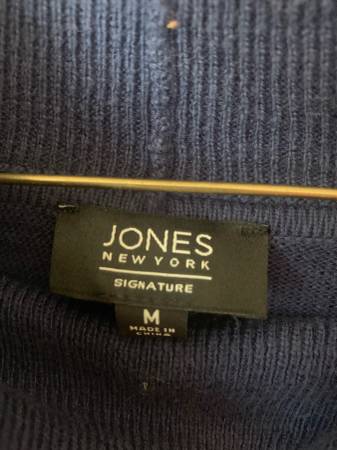 JONES
NEW YORK
SIGNATURE
M
MADE IN
CHINA